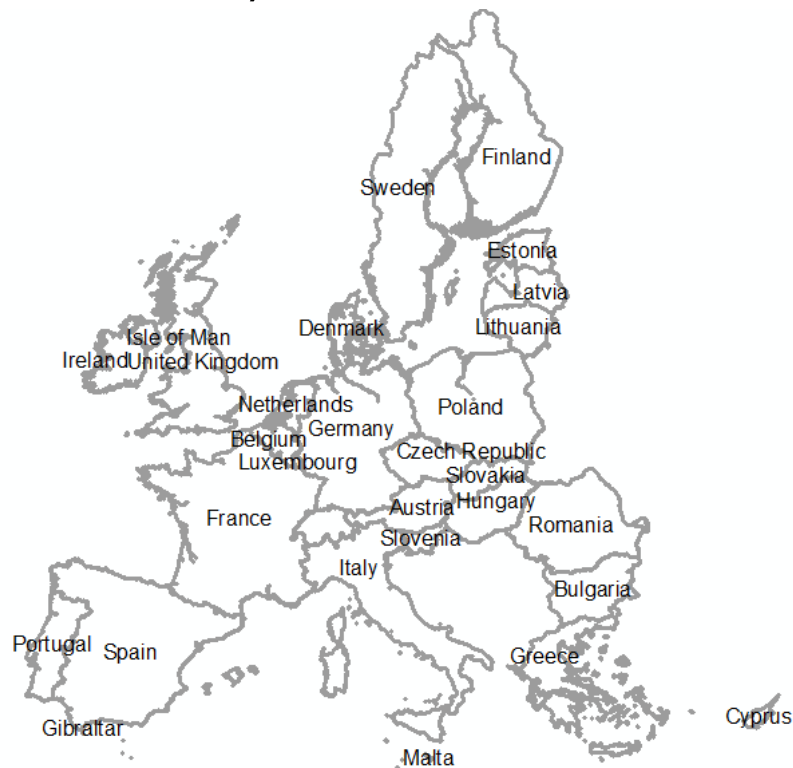 Finland
Sweden
Estonia
Latvia
Denmark
Lithuania
Isle of Man
Ireland
United Kingdom
Netherlands
Poland
Germany
Belgium
Czech Republic
Luxembourg
Slovakia
Hungary
Austria
France
Romania
Slovenia
Italy
Bulgaria
Portugal
Spain
Greece
Cyprus
Gibraltar
Malta